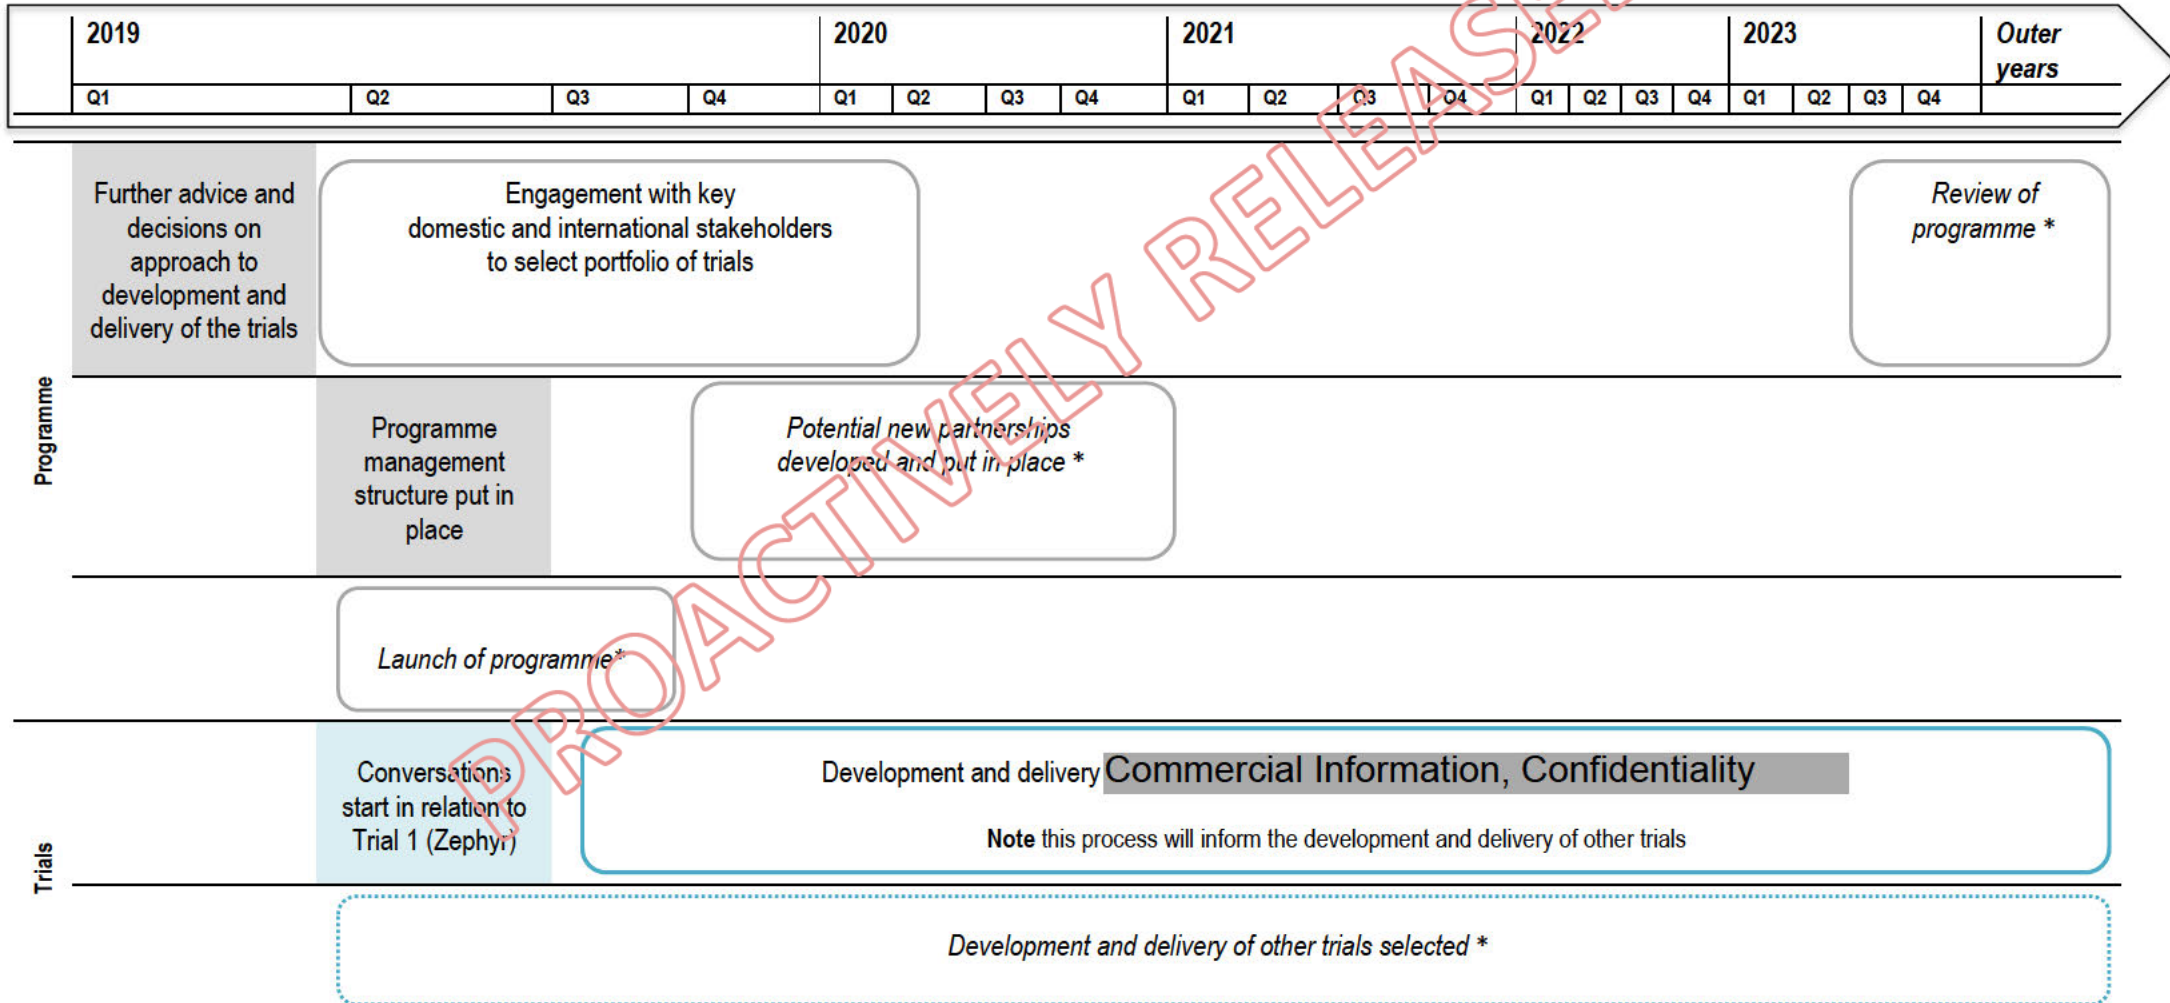 2019
2020
2021
2022
2023
Outer
years
Q1 Q2 Q3 Q4 Q1 Q2 Q3 Q4 Q1 Q2 Q3 Q4 Q1 Q2 Q3 Q4 Q1 Q2 Q3 Q4
Programme
Further advice and
decisions on
approach to
development and
delivery of the trials
Engagement with key
domestic and international stakeholders
to select portfolio of trials
Review of
programme *
Programme
management
structure put in
place
Potential new partnerships
developed and put in place *
Launch of programme*
Trials
Conversations
start in relation to
Trial 1 (Zephyr)
Development and delivery Commercial Information, Confidentiality
Note this process will inform the development and delivery of other trials
Development and delivery of other trials selected *
PROACTIVELY RELEASE